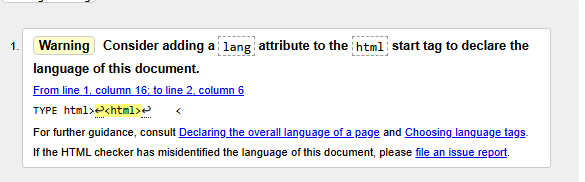 1. Warning Consider adding a lang attribute to the html start tag to declare the
language of this document.
From line 1, column 16; to line 2, column 6
TYPE html>↩<html>↩ <
For further guidance, consult Declaring the overall language of a page and Choosing language tags.
If the HTML checker has misidentified the language of this document, please file an issue report.